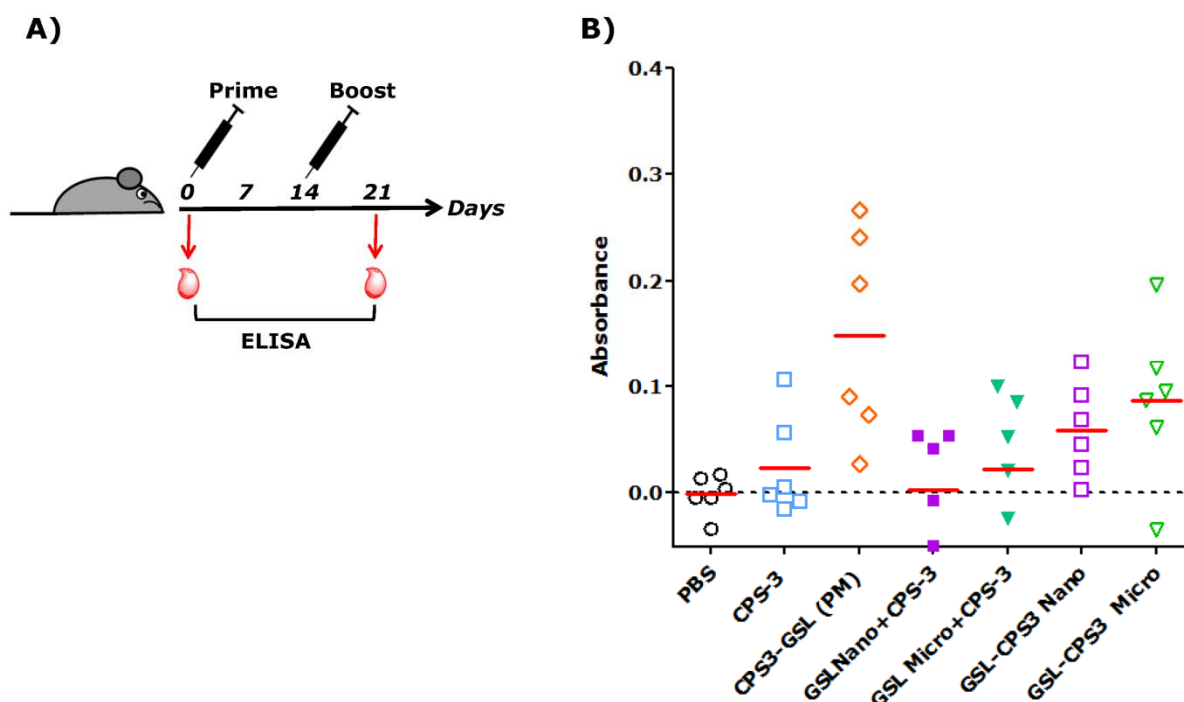 A)
Prime
Boost
0 7 14 21
Days
ELISA
B)
Absorbance
0.4
0.3
0.2
0.1
0.0
PBS
CPS-3
CPS3-GSL (PM)
GSLNano+CPS-3
GSL Micro+CPS-3
GSL-CPS3 Nano
GSL-CPS3 Micro